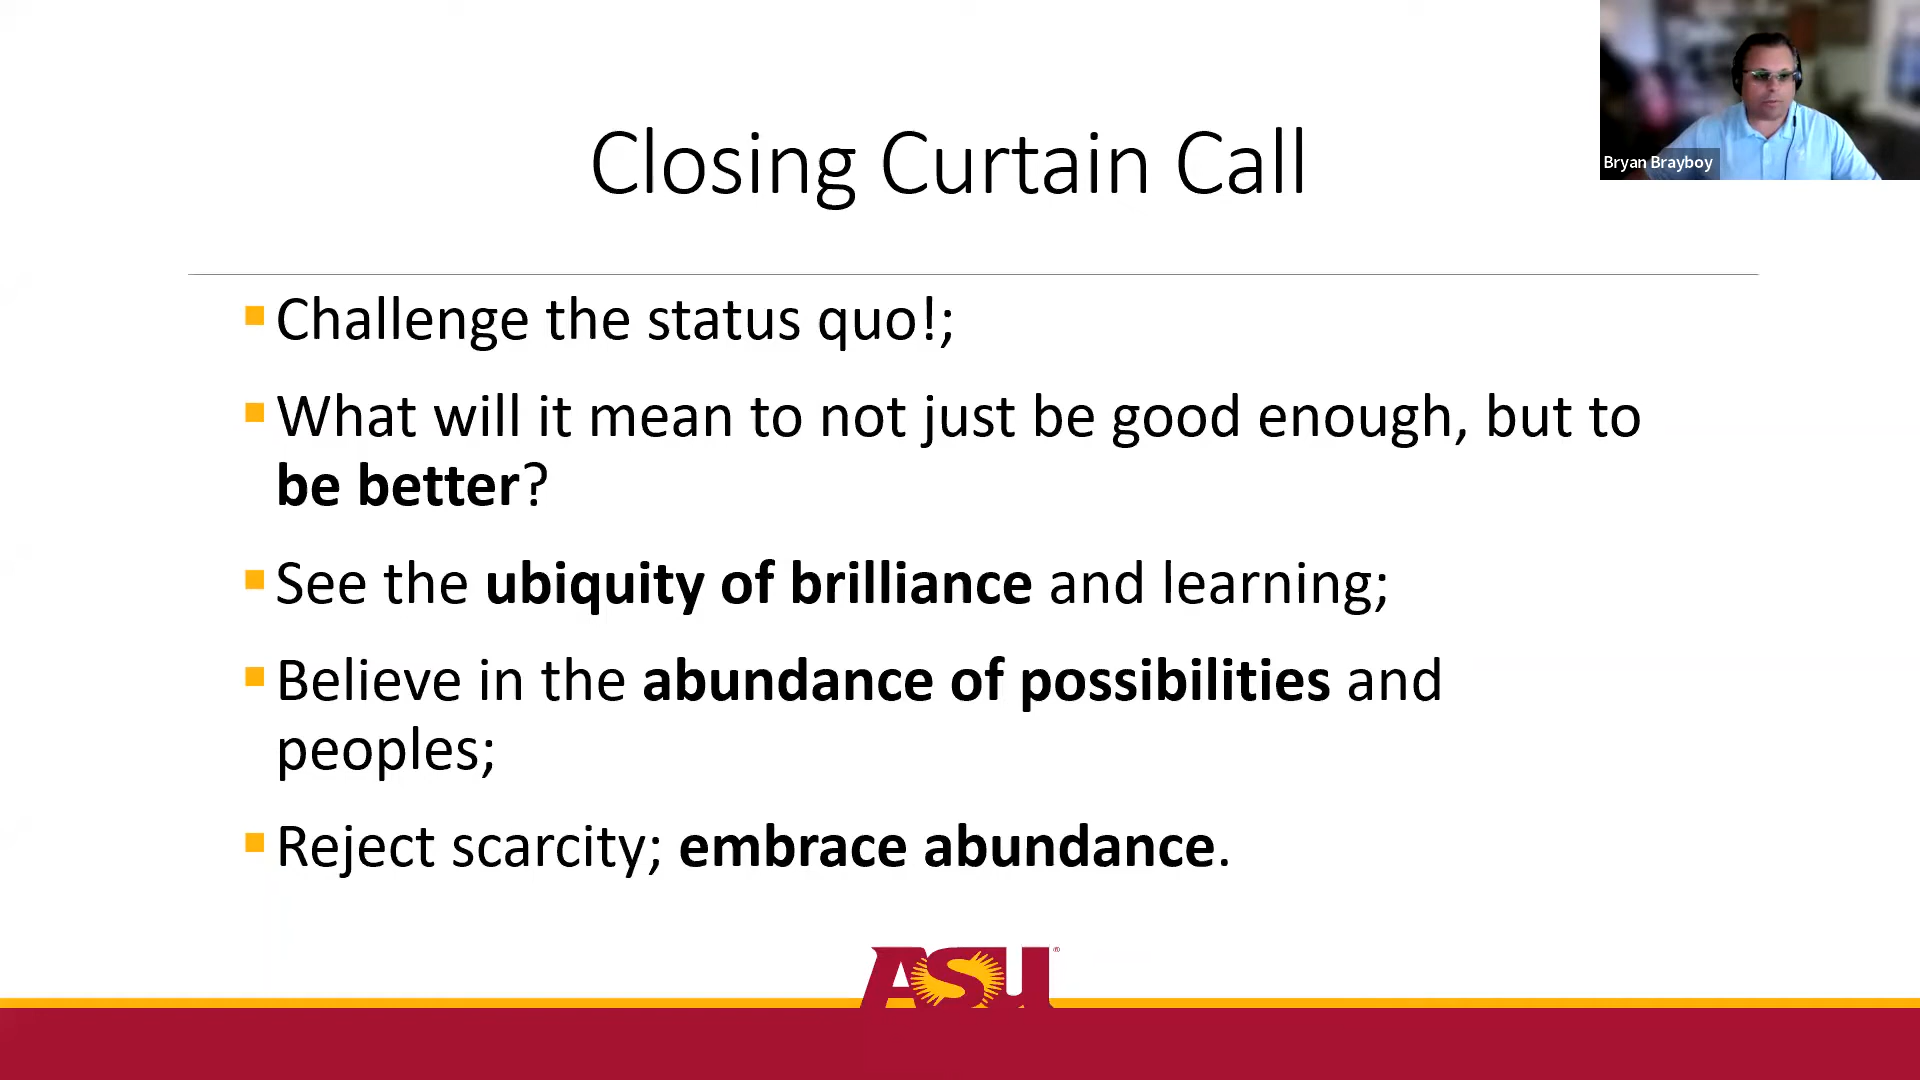 Closing Curtain Call
Bryan Brayboy
Challenge the status quo!;
What will it mean to not just be good enough, but to
be better?
See the ubiquity of brilliance and learning;
Believe in the abundance of possibilities and
peoples;
Reject scarcity; embrace abundance.
ASU®